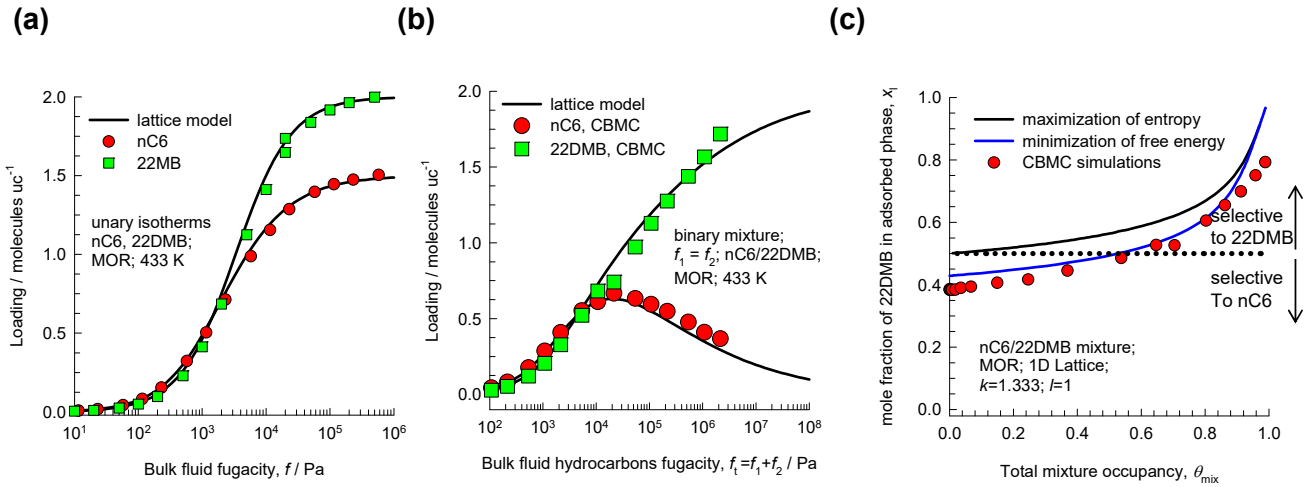 (a)
Loading / molecules uc⁻¹
2.0
1.5
1.0
0.5
0.0
lattice model
nC6
22MB
unary isotherms
nC6, 22DMB;
MOR; 433 K
10¹ 10² 10³ 10⁴ 10⁵ 10⁶
Bulk fluid fugacity, f / Pa
(b)
Loading / molecules uc⁻¹
2.0
1.5
1.0
0.5
0.0
lattice model
nC6, CBMC
22DMB, CBMC
binary mixture;
f₁ = f₂; nC6/22DMB;
MOR; 433 K
10² 10³ 10⁴ 10⁵ 10⁶ 10⁷ 10⁸
Bulk fluid hydrocarbons fugacity, fₜ=f₁+f₂ / Pa
(c)
mole fraction of 22DMB in adsorbed phase, xᵢ
1.0
0.8
0.6
0.4
0.2
0.0
maximization of entropy
minimization of free energy
CBMC simulations
selective
to 22DMB
selective
To nC6
nC6/22DMB mixture;
MOR; 1D Lattice;
k=1.333; l=1
0.0 0.2 0.4 0.6 0.8 1.0
Total mixture occupancy, θmix